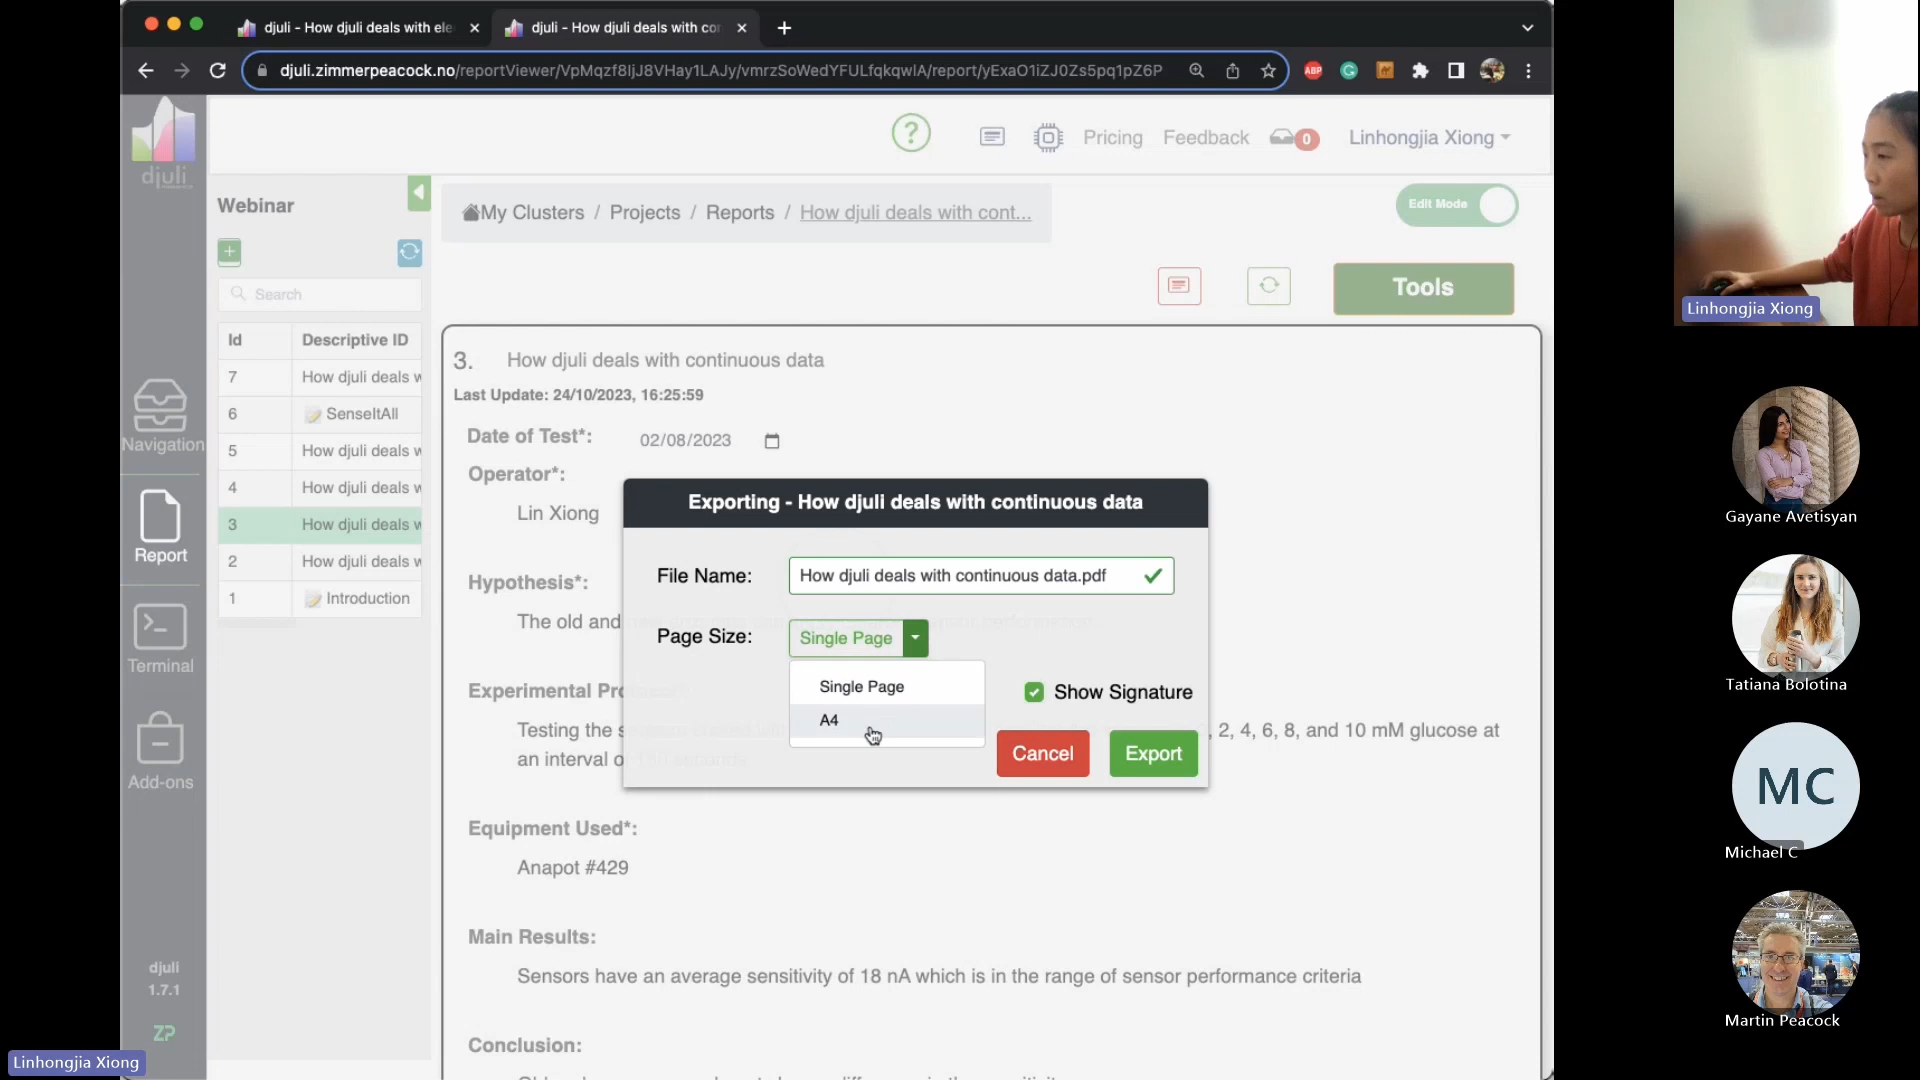 djuli - How djuli deals with ele
djuli - How djuli deals with con
djuli.zimmerpeacock.no/reportViewer/VpMqzf8IjJ8VHay1LAJy/vmrzSoWedYFULfqkqwIA/report/yExaO1iZJ0Zs5pq1pZ6P
ABP
djuli
Pricing
Feedback
0
Linhongjia Xiong
Webinar
My Clusters / Projects / Reports / How djuli deals with cont...
Edit Mode
Search
Tools
Id
Descriptive ID
7
How djuli deals w
6
SenseItAll
5
How djuli deals w
4
How djuli deals w
3
How djuli deals w
2
How djuli deals w
1
Introduction
Navigation
Report
Terminal
Add-ons
djuli
1.7.1
ZP
3. How djuli deals with continuous data
Last Update: 24/10/2023, 16:25:59
Date of Test*: 02/08/2023
Operator*:
Lin Xiong
Hypothesis*:
The old and
Experimental Pro
Testing the s
, 2, 4, 6, 8, and 10 mM glucose at
an interval o
Equipment Used*:
Anapot #429
Main Results:
Sensors have an average sensitivity of 18 nA which is in the range of sensor performance criteria
Conclusion:
Exporting - How djuli deals with continuous data
File Name: How djuli deals with continuous data.pdf
Page Size: Single Page
Single Page
A4
Show Signature
Cancel
Export
Linhongjia Xiong
Gayane Avetisyan
Tatiana Bolotina
MC
Michael C
Martin Peacock
Linhongjia Xiong